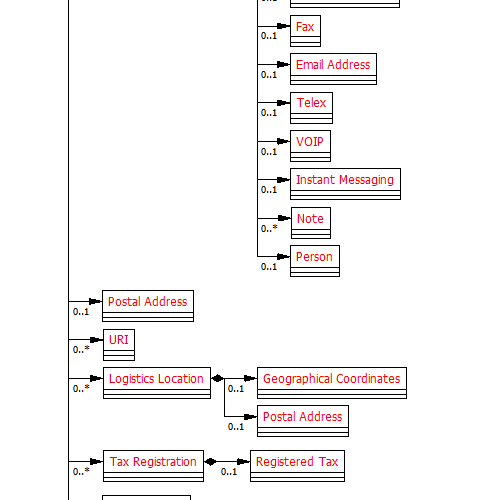 Fax
0..1
Email Address
0..1
Telex
0..1
VOIP
0..1
Instant Messaging
0..1
Note
0..*
Person
0..1
Postal Address
0..1
URI
0..*
Logistics Location
0..*
Geographical Coordinates
0..1
Postal Address
0..1
Tax Registration
0..*
Registered Tax
0..1